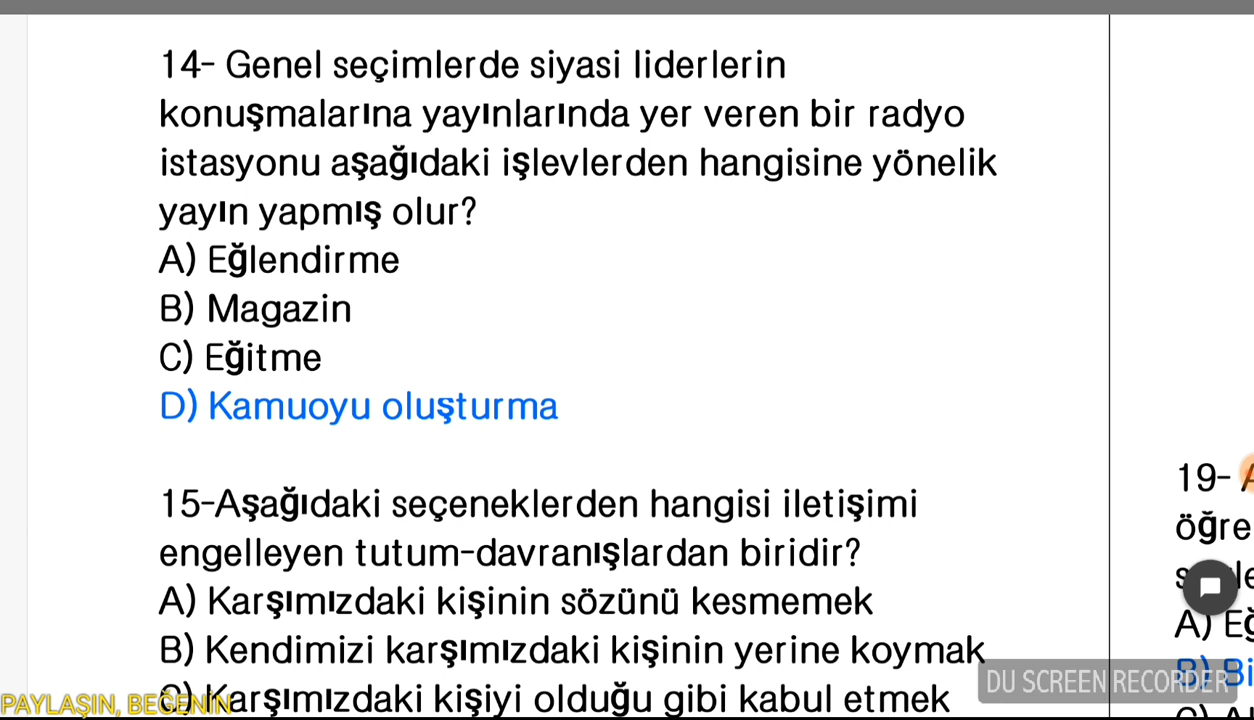 14- Genel seçimlerde siyasi liderlerin
konuşmalarına yayınlarında yer veren bir radyo
istasyonu aşağıdaki işlevlerden hangisine yönelik
yayın yapmış olur?
A) Eğlendirme
B) Magazin
C) Eğitme
D) Kamuoyu oluşturma
15-Aşağıdaki seçeneklerden hangisi iletişimi
engelleyen tutum-davranışlardan biridir?
A) Karşımızdaki kişinin sözünü kesmemek
B) Kendimizi karşımızdaki kişinin yerine koymak
C) Karşımızdaki kişiyi olduğu gibi kabul etmek
PAYLAŞIN, BEĞENİN
19-
öğre
A) Eğ
B) Bi
DU SCREEN RECORDER